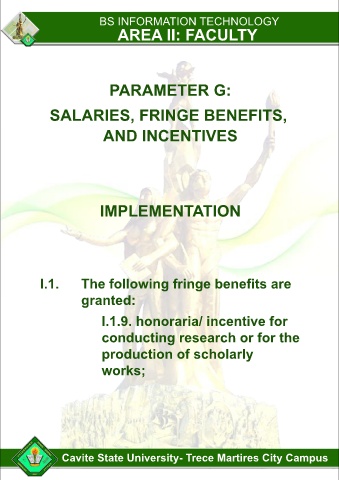 BS INFORMATION TECHNOLOGY
AREA II: FACULTY
PARAMETER G:
SALARIES, FRINGE BENEFITS,
AND INCENTIVES
IMPLEMENTATION
I.1. The following fringe benefits are
granted:
I.1.9. honoraria/ incentive for
conducting research or for the
production of scholarly
works;
Cavite State University- Trece Martires City Campus